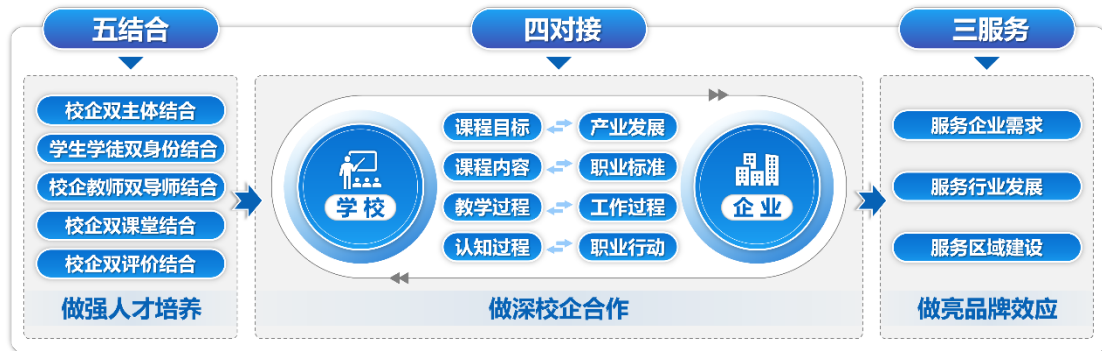 五结合
四对接
三服务
校企双主体结合
学生学徒双身份结合
校企教师双导师结合
校企双课堂结合
校企双评价结合
做强人才培养
学校
课程目标
产业发展
课程内容
职业标准
教学过程
工作过程
认知过程
职业行动
企业
做深校企合作
服务企业需求
服务行业发展
服务区域建设
做亮品牌效应